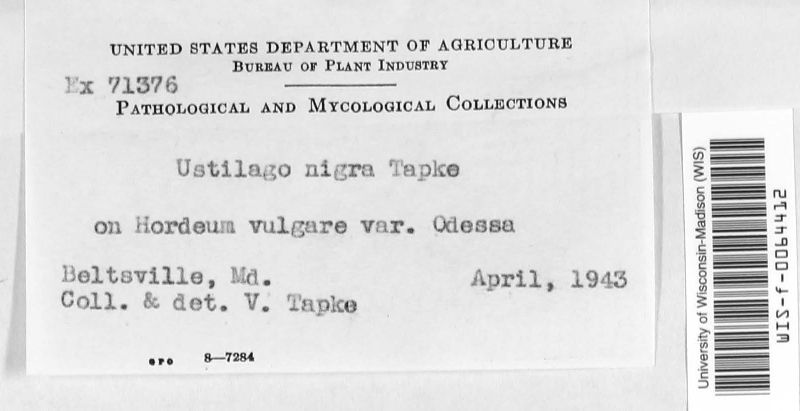 UNITED STATES DEPARTMENT OF AGRICULTURE
BUREAU OF PLANT INDUSTRY
Ex 71376
PATHOLOGICAL AND MYCOLOGICAL COLLECTIONS
Ustilago nigra Tapke
on Hordeum vulgare var. Odessa
Beltsville, Md. April, 1943
Coll. & det. V. Tapke
GPO 8—7284
University of Wisconsin-Madison (WIS)
WIS-f-0064412